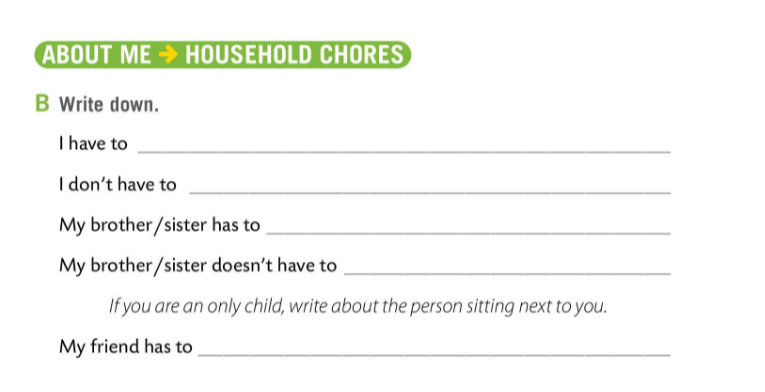 ABOUT ME → HOUSEHOLD CHORES
B Write down.
I have to
I don't have to
My brother/sister has to
My brother/sister doesn't have to
If you are an only child, write about the person sitting next to you.
My friend has to